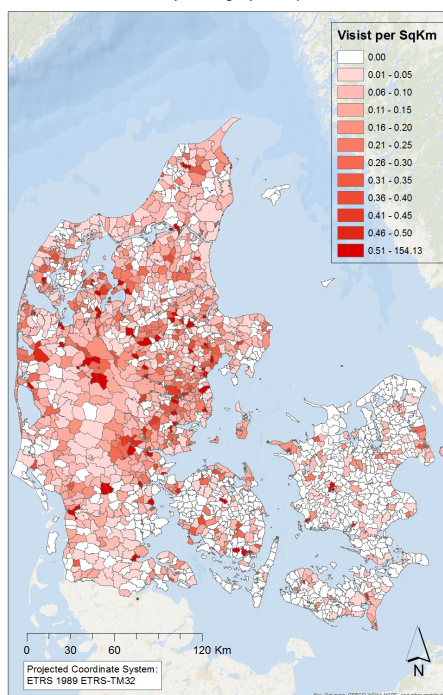 Visist per SqKm
0.00
0.01 - 0.05
0.06 - 0.10
0.11 - 0.15
0.16 - 0.20
0.21 - 0.25
0.26 - 0.30
0.31 - 0.35
0.36 - 0.40
0.41 - 0.45
0.46 - 0.50
0.51 - 154.13
0 30 60 120 Km
N
Projected Coordinate System:
ETRS 1989 ETRS-TM32